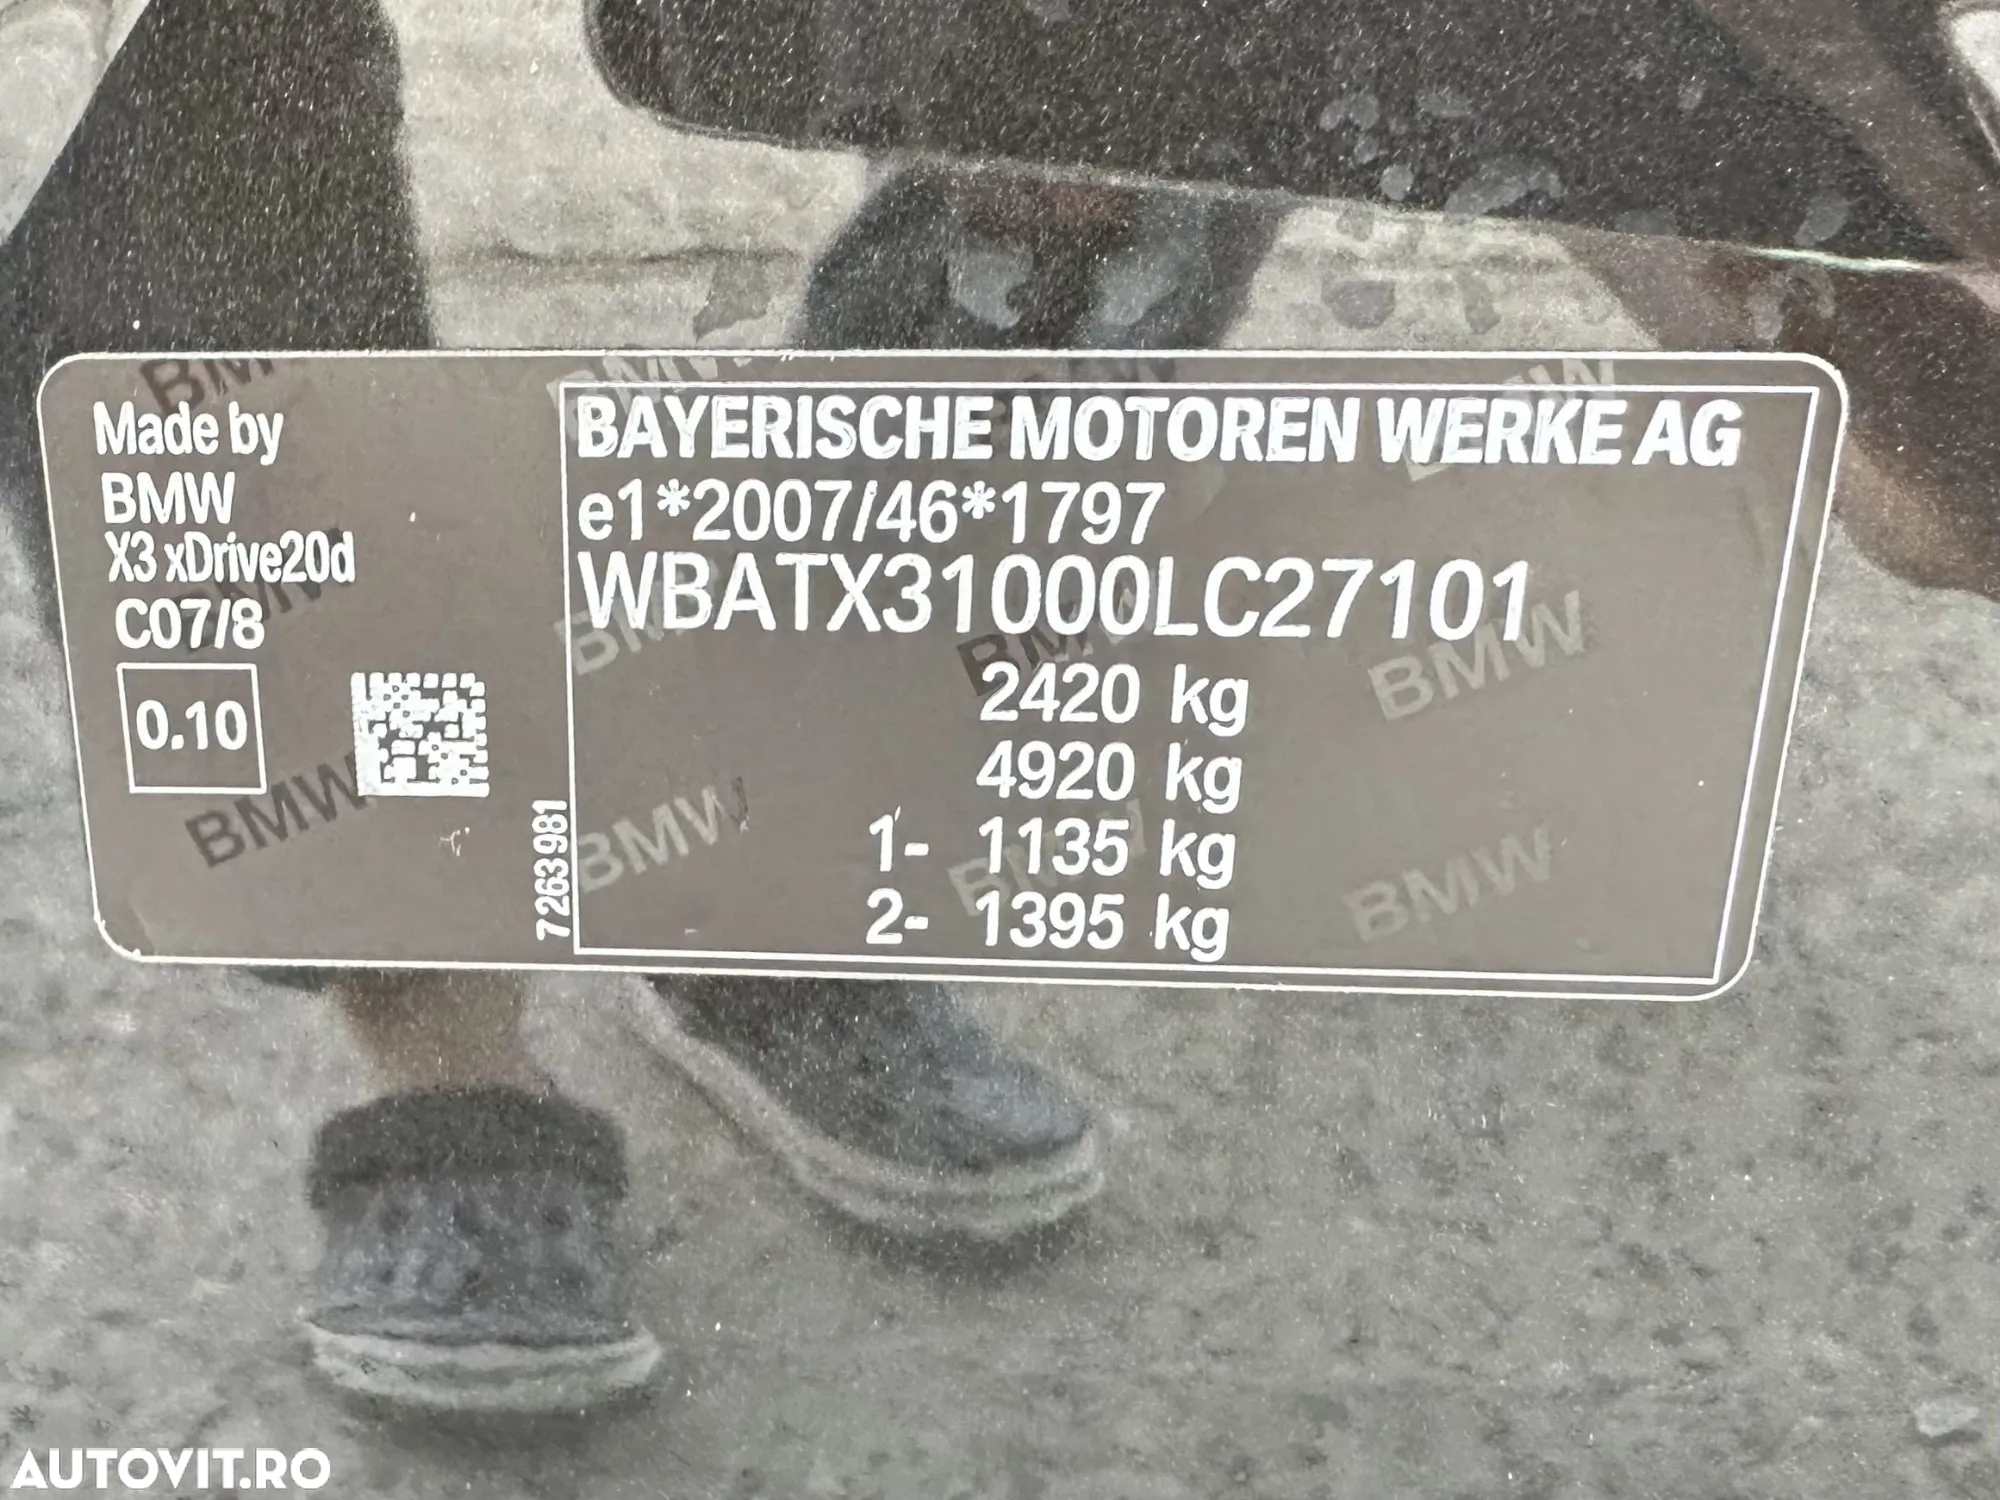 Made by
BMW
X3 xDrive20d
C07/8
0.10
7263981
BAYERISCHE MOTOREN WERKE AG
e1*2007/46*1797
WBATX31000LC27101
2420 kg
4920 kg
1- 1135 kg
2- 1395 kg
AUTOVIT.RO